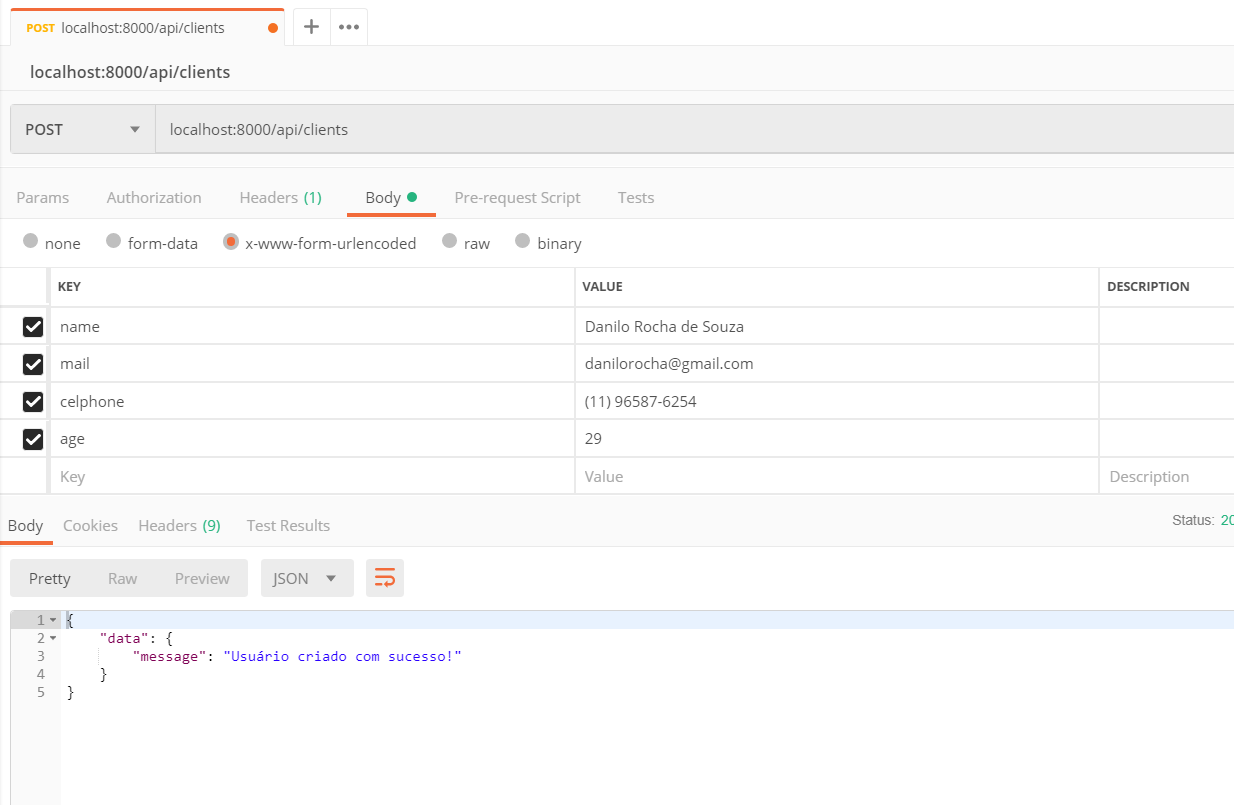 POST localhost:8000/api/clients
localhost:8000/api/clients
POST localhost:8000/api/clients
Params Authorization Headers (1) Body Pre-request Script Tests
none form-data x-www-form-urlencoded raw binary
KEY VALUE DESCRIPTION
name Danilo Rocha de Souza
mail danilorocha@gmail.com
celphone (11) 96587-6254
age 29
Key Value Description
Body Cookies Headers (9) Test Results Status: 20
Pretty Raw Preview JSON
1 {
2 "data": {
3 "message": "Usuário criado com sucesso!"
4 }
5 }